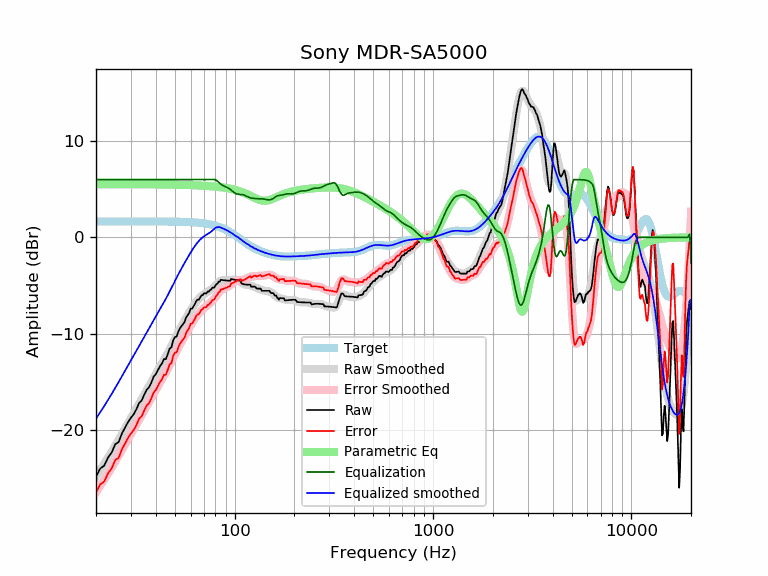 Sony MDR-SA5000
Amplitude (dBr)
10
0
−10
−20
Target
Raw Smoothed
Error Smoothed
Raw
Error
Parametric Eq
Equalization
Equalized smoothed
100
1000
10000
Frequency (Hz)